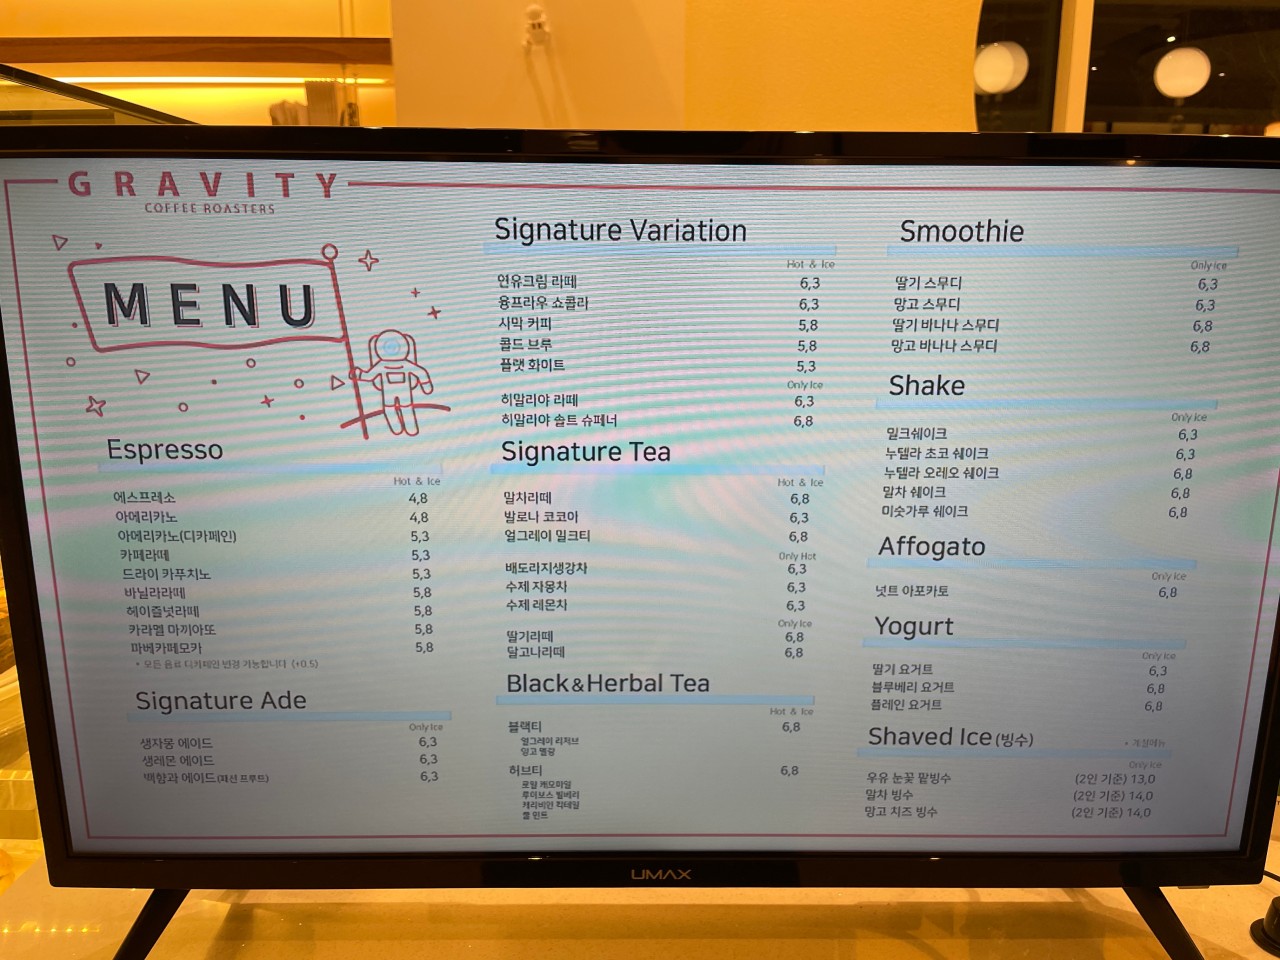 GRAVITY
COFFEE ROASTERS
MENU
Espresso
Hot & Ice
에스프레소 4,8
아메리카노 4,8
아메리카노(디카페인) 5,3
카페라떼 5,3
드라이 카푸치노 5,3
바닐라라떼 5,8
헤이즐넛라떼 5,8
카라멜 마끼아또 5,8
마베카페모카 5,8
* 모든 음료 디카페인 변경 가능합니다 (+0.5)
Signature Ade
Only Ice
생자몽 에이드 6,3
생레몬 에이드 6,3
백향과 에이드(패션 프루트) 6,3
Signature Variation
Hot & Ice
연유크림 라떼 6,3
융프라우 쇼콜라 6,3
사막 커피 5,8
콜드 브루 5,8
플랫 화이트 5,3
Only Ice
히말리야 라떼 6,3
히말리야 솔트 슈페너 6,8
Signature Tea
Hot & Ice
말차리떼 6,8
발로나 코코아 6,3
얼그레이 밀크티 6,8
Only Hot
배도리지생강차 6,3
수제 자몽차 6,3
수제 레몬차 6,3
Only Ice
딸기리떼 6,8
달고나리떼 6,8
Black&Herbal Tea
Hot & Ice
블랙티 6,8
얼그레이 리저브
망고 멜랑
허브티 6,8
로얄 캐모마일
루이보스 빌베리
캐리비안 칵테일
쿨 민트
Smoothie
Only Ice
딸기 스무디 6,3
망고 스무디 6,3
딸기 바나나 스무디 6,8
망고 바나나 스무디 6,8
Shake
Only Ice
밀크쉐이크 6,3
누텔라 초코 쉐이크 6,3
누텔라 오레오 쉐이크 6,8
말차 쉐이크 6,8
미숫가루 쉐이크 6,8
Affogato
Only Ice
넛트 아포카토 6,8
Yogurt
Only Ice
딸기 요거트 6,3
블루베리 요거트 6,8
플레인 요거트 6,8
Shaved Ice(빙수)
* 계절메뉴
Only Ice
우유 눈꽃 팥빙수 (2인 기준) 13,0
말차 빙수 (2인 기준) 14,0
망고 치즈 빙수 (2인 기준) 14,0
UMAX